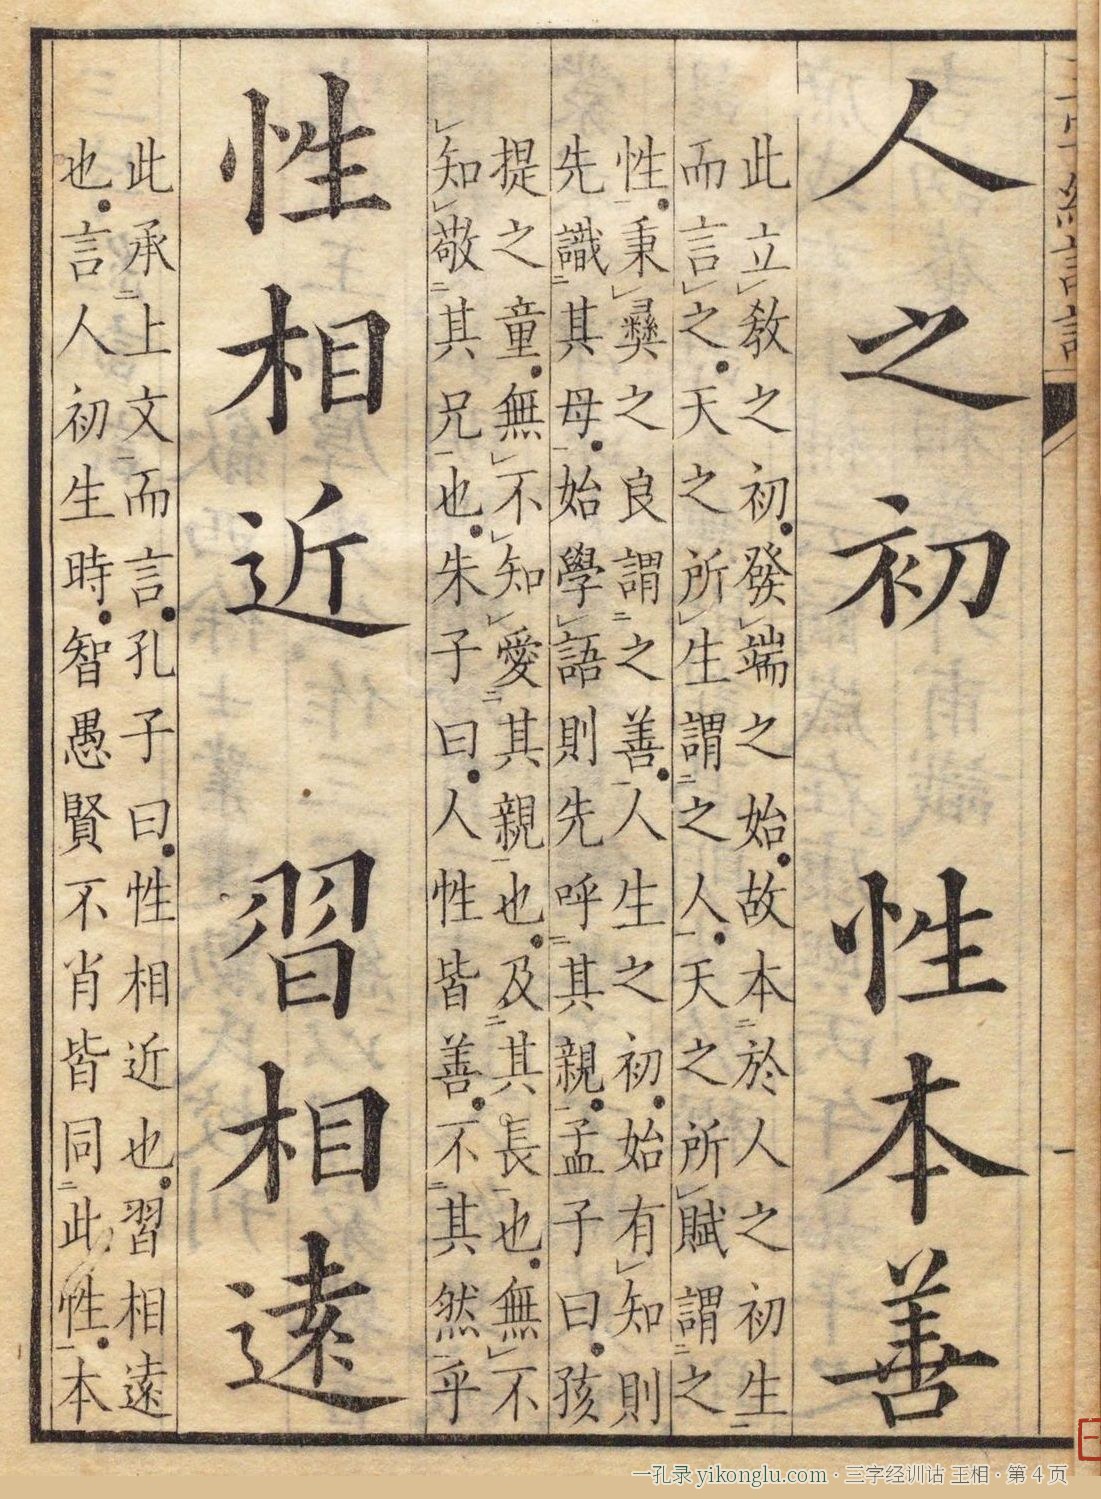 三字經訓詁
一
人之初 性本善
此立敎之初發端之始故本於人之初生
而言之天之所生謂之人天之所賦謂之
性秉彝之良謂之善人生之初始有知則
先識其母始學語則先呼其親孟子曰孩
提之童無不知愛其親也及其長也無不
知敬其兄也朱子曰人性皆善不其然乎
性相近 習相遠
此承上文而言孔子曰性相近也習相遠
也言人初生時智愚賢不肖皆同此性本
一孔录 yikonglu.com · 三字经训诂 王相 · 第 4 页